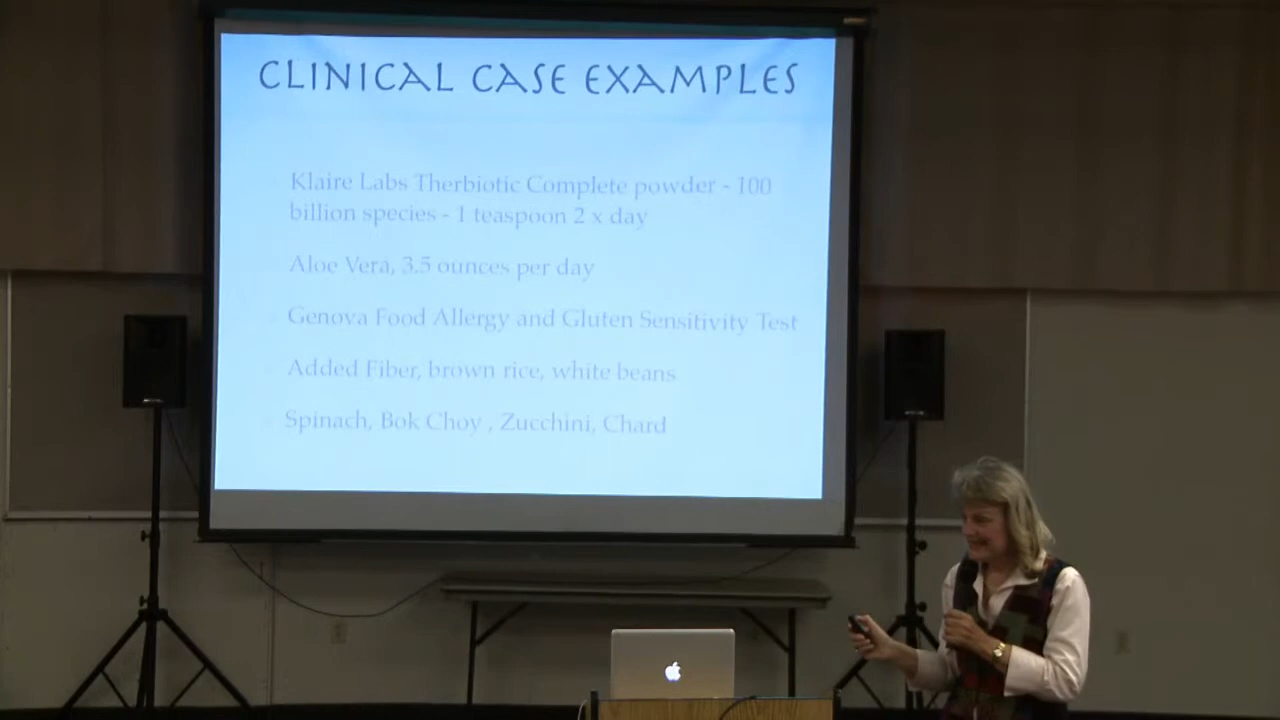 CLINICAL CASE EXAMPLES
Klaire Labs Therbiotic Complete powder - 100
billion species - 1 teaspoon 2 x day
Aloe Vera, 3.5 ounces per day
Genova Food Allergy and Gluten Sensitivity Test
Added Fiber, brown rice, white beans
Spinach, Bok Choy , Zucchini, Chard